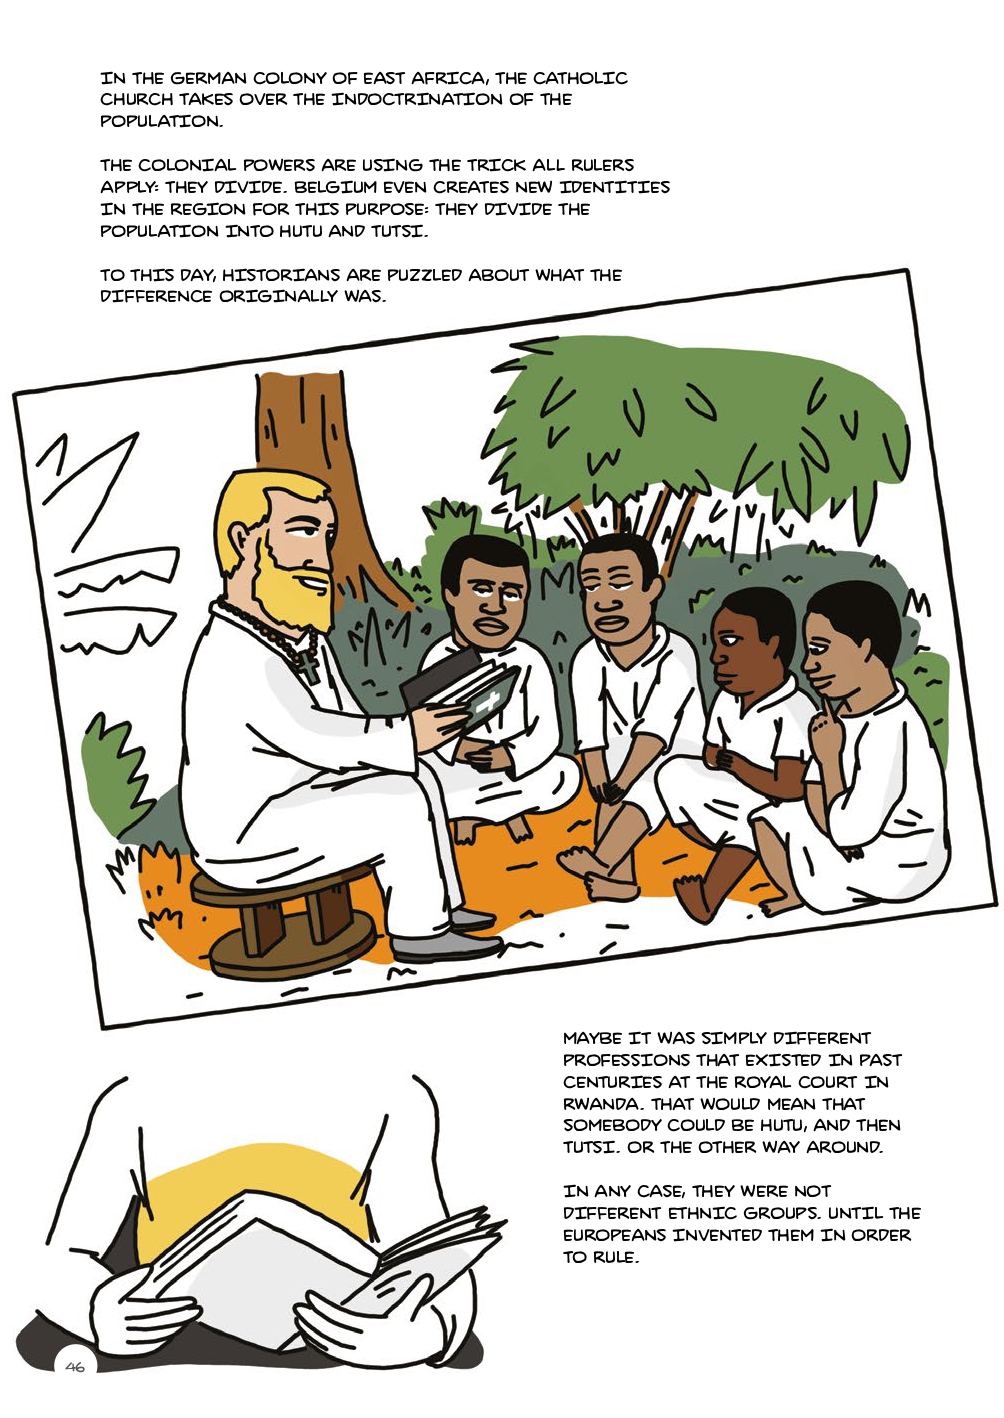 IN THE GERMAN COLONY OF EAST AFRICA, THE CATHOLIC
CHURCH TAKES OVER THE INDOCTRINATION OF THE
POPULATION.
THE COLONIAL POWERS ARE USING THE TRICK ALL RULERS
APPLY: THEY DIVIDE. BELGIUM EVEN CREATES NEW IDENTITIES
IN THE REGION FOR THIS PURPOSE: THEY DIVIDE THE
POPULATION INTO HUTU AND TUTSI.
TO THIS DAY, HISTORIANS ARE PUZZLED ABOUT WHAT THE
DIFFERENCE ORIGINALLY WAS.
MAYBE IT WAS SIMPLY DIFFERENT
PROFESSIONS THAT EXISTED IN PAST
CENTURIES AT THE ROYAL COURT IN
RWANDA. THAT WOULD MEAN THAT
SOMEBODY COULD BE HUTU, AND THEN
TUTSI. OR THE OTHER WAY AROUND.
IN ANY CASE, THEY WERE NOT
DIFFERENT ETHNIC GROUPS. UNTIL THE
EUROPEANS INVENTED THEM IN ORDER
TO RULE.
46